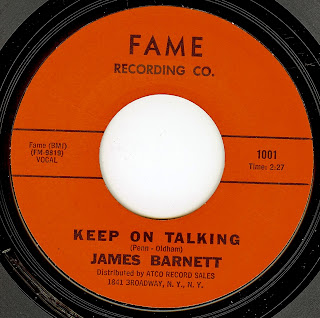 FAME
RECORDING CO.
Fame (BMI)
(FM-9819)
VOCAL
1001
Time: 2:27
KEEP ON TALKING
(Penn - Oldham)
JAMES BARNETT
Distributed by ATCO RECORD SALES
1841 BROADWAY, N. Y., N. Y.